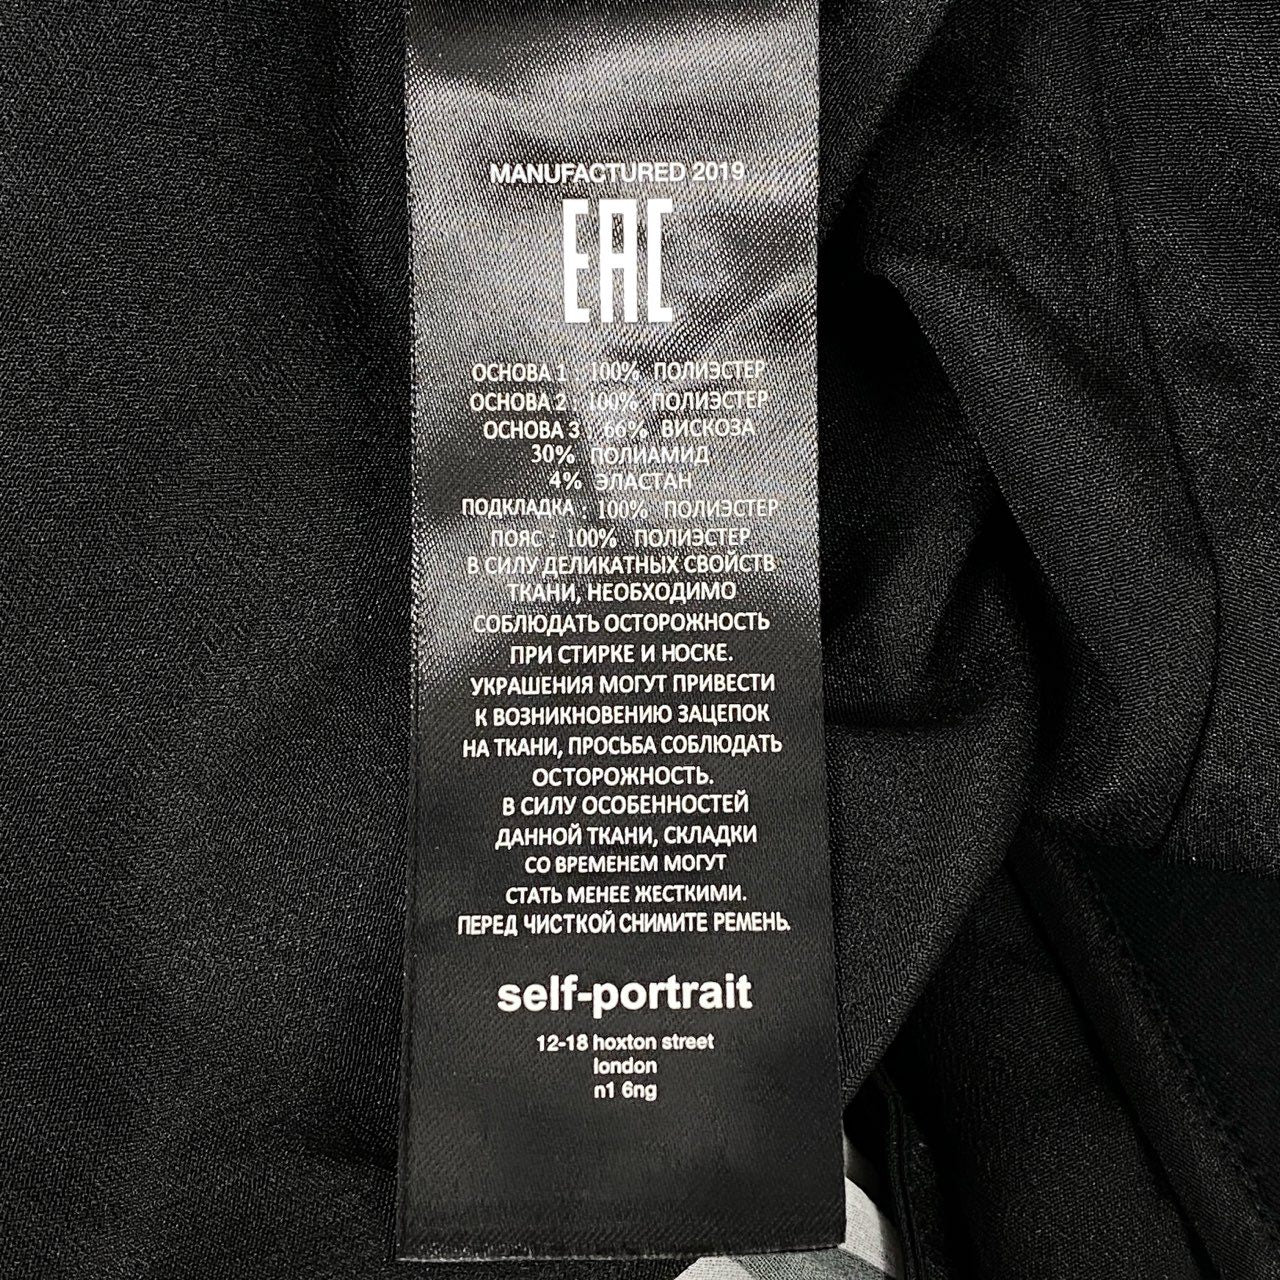 MANUFACTURED 2019
EAC
ОСНОВА 1 : 100% ПОЛИЭСТЕР
ОСНОВА 2 : 100% ПОЛИЭСТЕР
ОСНОВА 3 : 66% ВИСКОЗА
30% ПОЛИАМИД
4% ЭЛАСТАН
ПОДКЛАДКА : 100% ПОЛИЭСТЕР
ПОЯС : 100% ПОЛИЭСТЕР
В СИЛУ ДЕЛИКАТНЫХ СВОЙСТВ
ТКАНИ, НЕОБХОДИМО
СОБЛЮДАТЬ ОСТОРОЖНОСТЬ
ПРИ СТИРКЕ И НОСКЕ.
УКРАШЕНИЯ МОГУТ ПРИВЕСТИ
К ВОЗНИКНОВЕНИЮ ЗАЦЕПОК
НА ТКАНИ, ПРОСЬБА СОБЛЮДАТЬ
ОСТОРОЖНОСТЬ.
В СИЛУ ОСОБЕННОСТЕЙ
ДАННОЙ ТКАНИ, СКЛАДКИ
СО ВРЕМЕНЕМ МОГУТ
СТАТЬ МЕНЕЕ ЖЕСТКИМИ.
ПЕРЕД ЧИСТКОЙ СНИМИТЕ РЕМЕНЬ.
self-portrait
12-18 hoxton street
london
n1 6ng